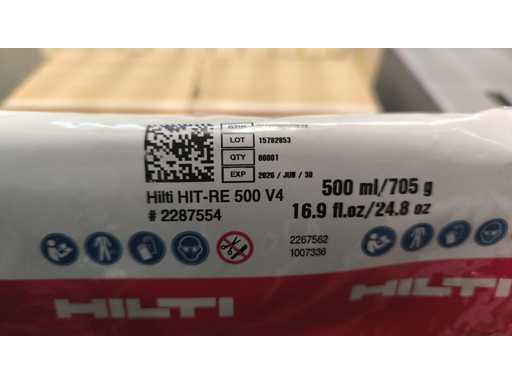 LOT 15782853
QTY 00001
EXP 2026 / JUN / 30
Hilti HIT-RE 500 V4
# 2287554
500 ml/705 g
16.9 fl.oz/24.8 oz
2267562
1007336
HILTI
HILTI